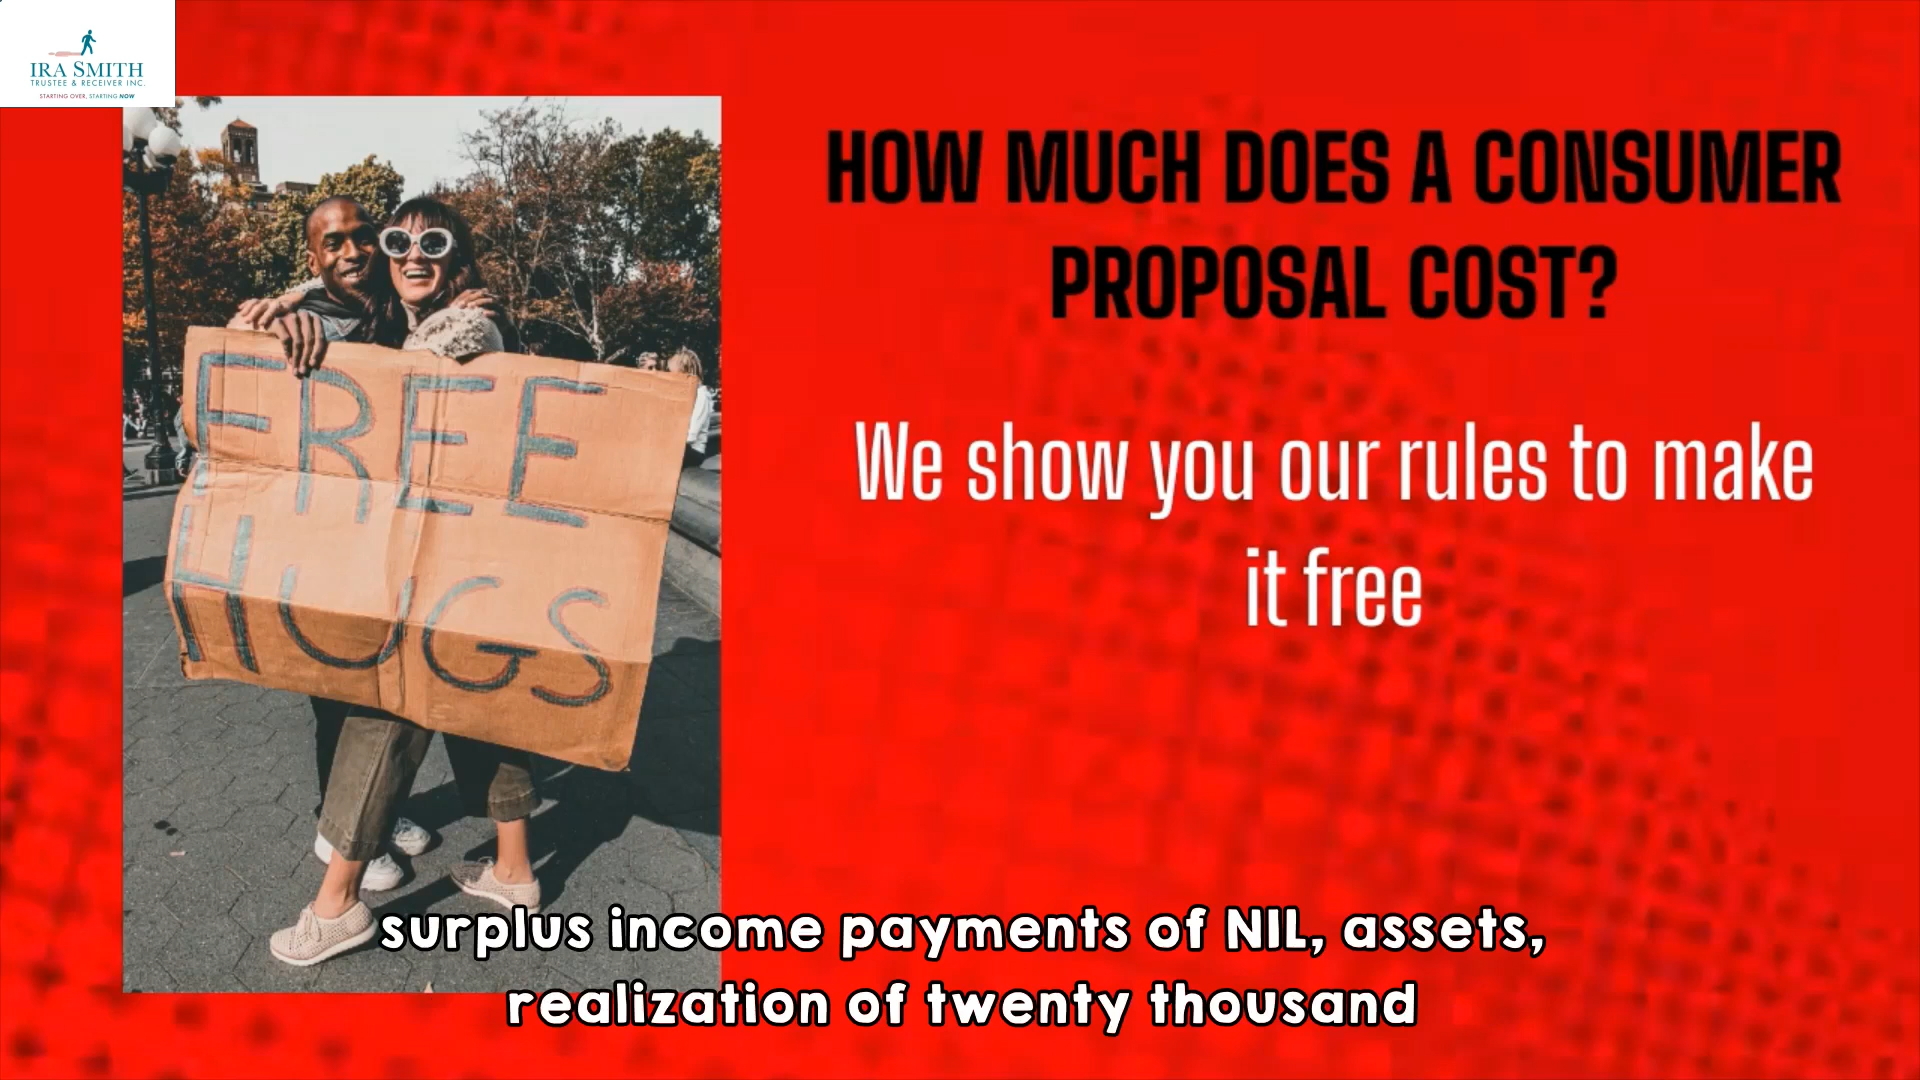 IRA SMITH
TRUSTEE & RECEIVER INC.
STARTING OVER, STARTING NOW
HOW MUCH DOES A CONSUMER
PROPOSAL COST?
We show you our rules to make
it free
FREE
HUGS
surplus income payments of NIL, assets,
realization of twenty thousand